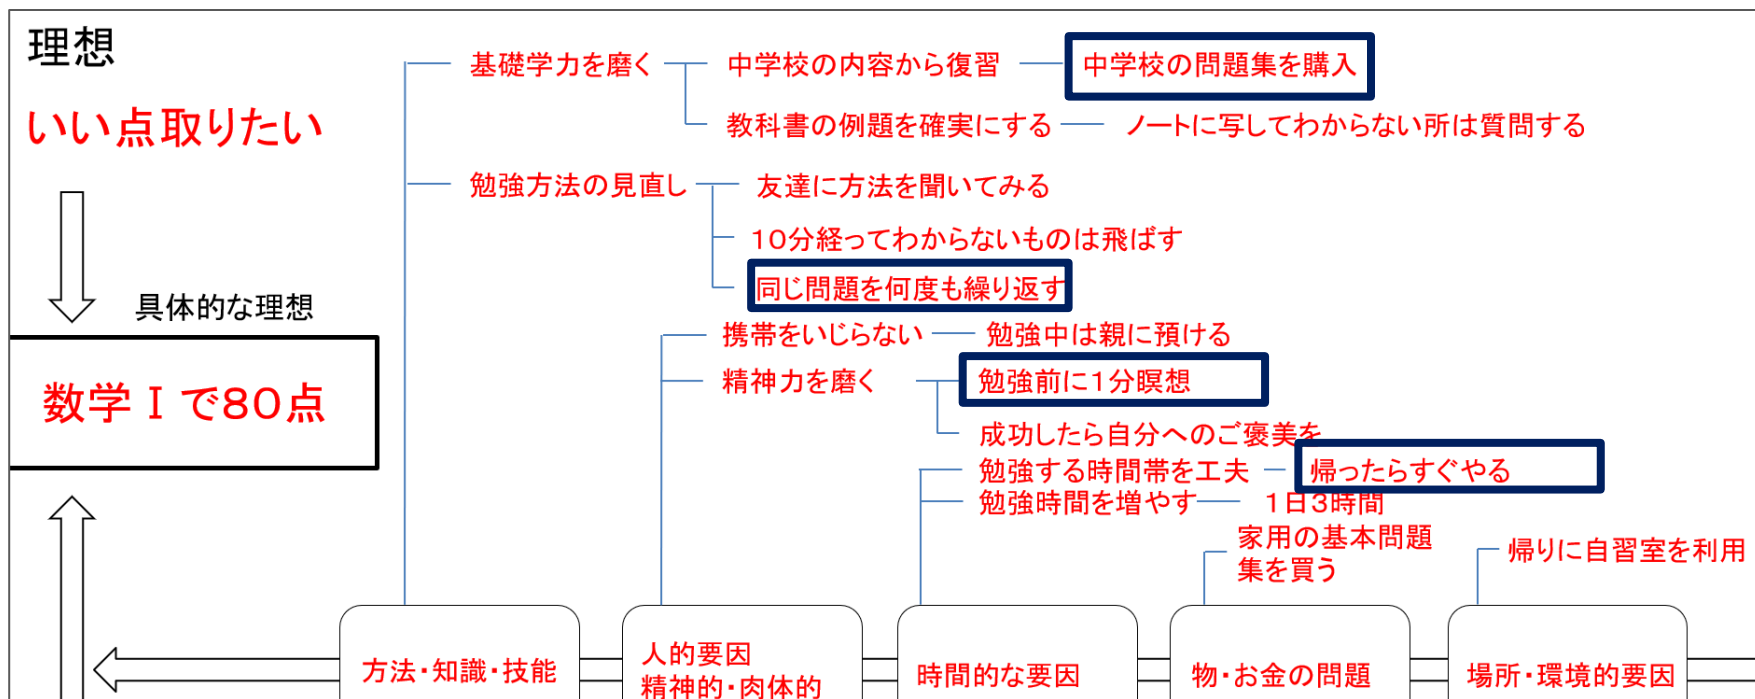 理想
いい点取りたい
具体的な理想
数学Ⅰで80点
基礎学力を磨く
中学校の内容から復習
中学校の問題集を購入
教科書の例題を確実にする
ノートに写してわからない所は質問する
勉強方法の見直し
友達に方法を聞いてみる
10分経ってわからないものは飛ばす
同じ問題を何度も繰り返す
携帯をいじらない
勉強中は親に預ける
精神力を磨く
勉強前に1分瞑想
成功したら自分へのご褒美を
勉強する時間帯を工夫
帰ったらすぐやる
勉強時間を増やす
1日3時間
家用の基本問題
集を買う
帰りに自習室を利用
方法・知識・技能
人的要因
精神的・肉体的
時間的な要因
物・お金の問題
場所・環境的要因